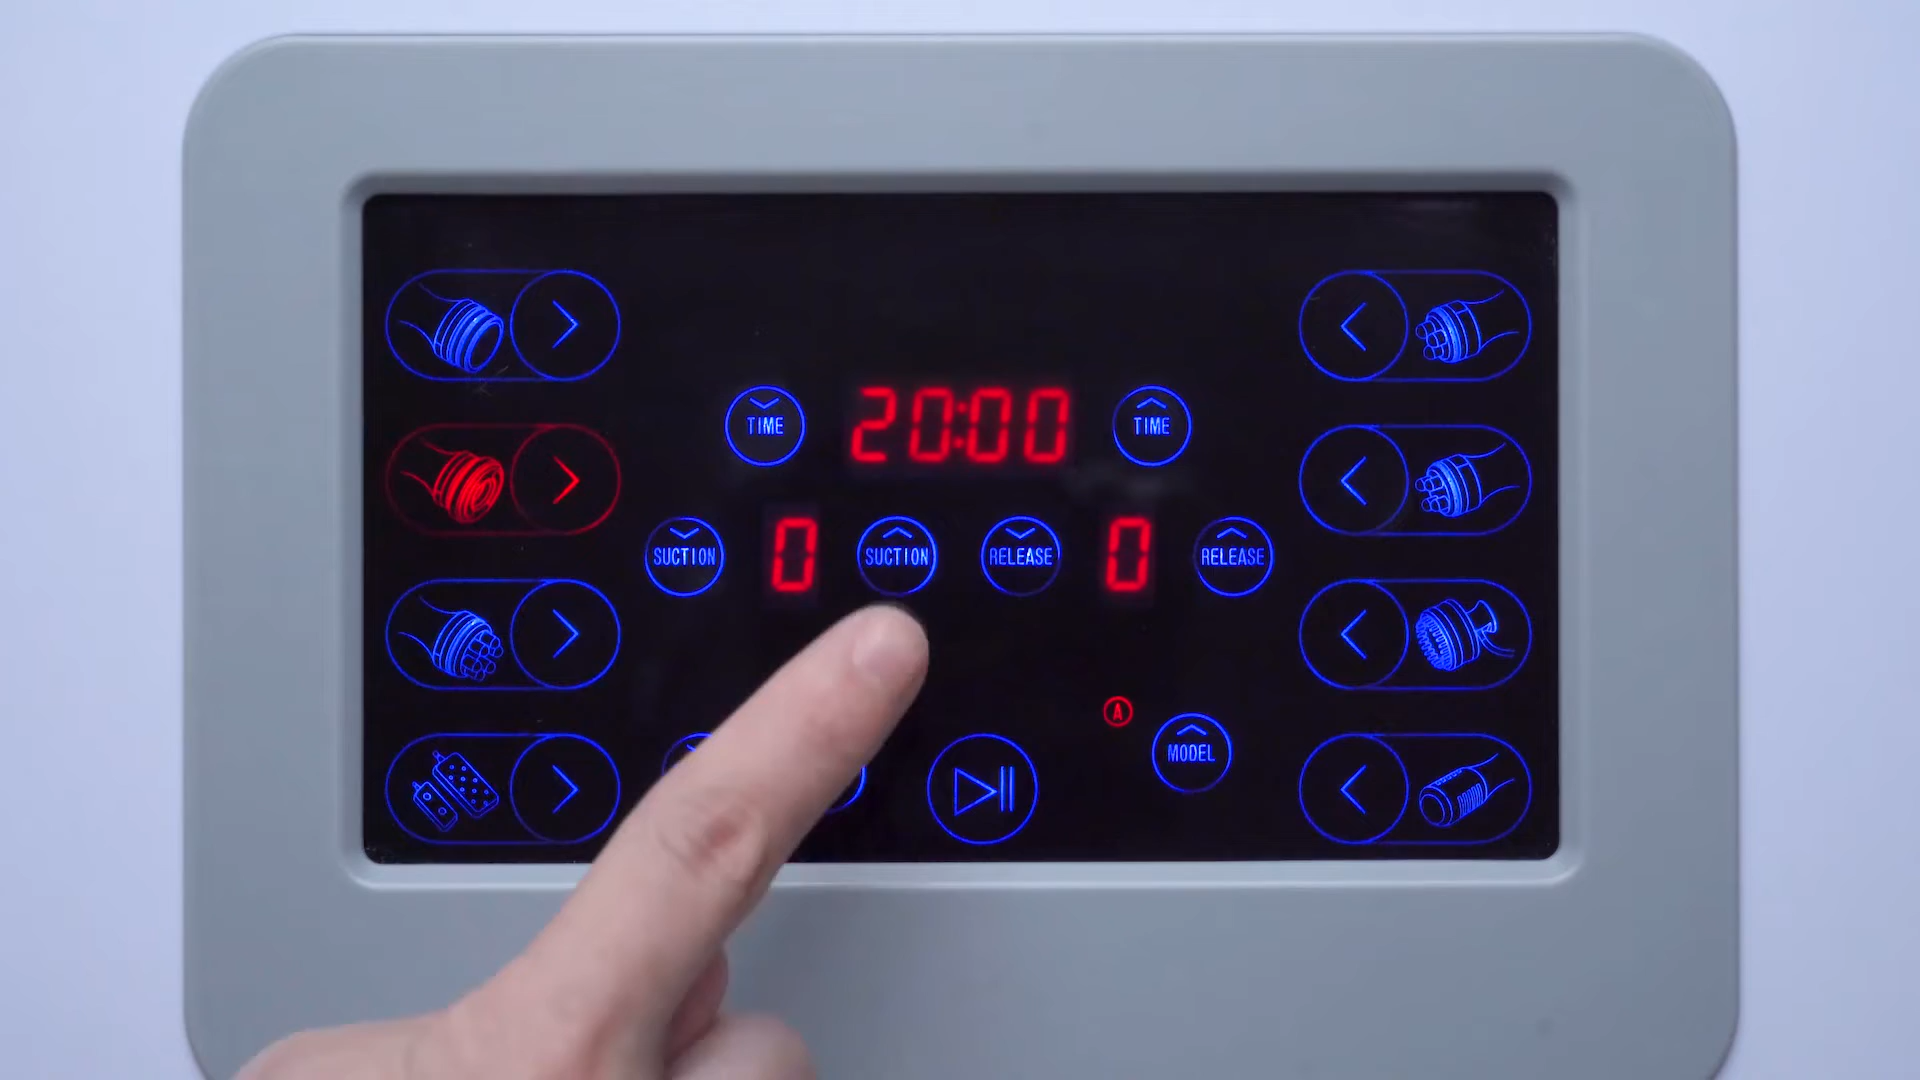 TIME 20:00 TIME
SUCTION 0 SUCTION RELEASE 0 RELEASE
A
MODEL